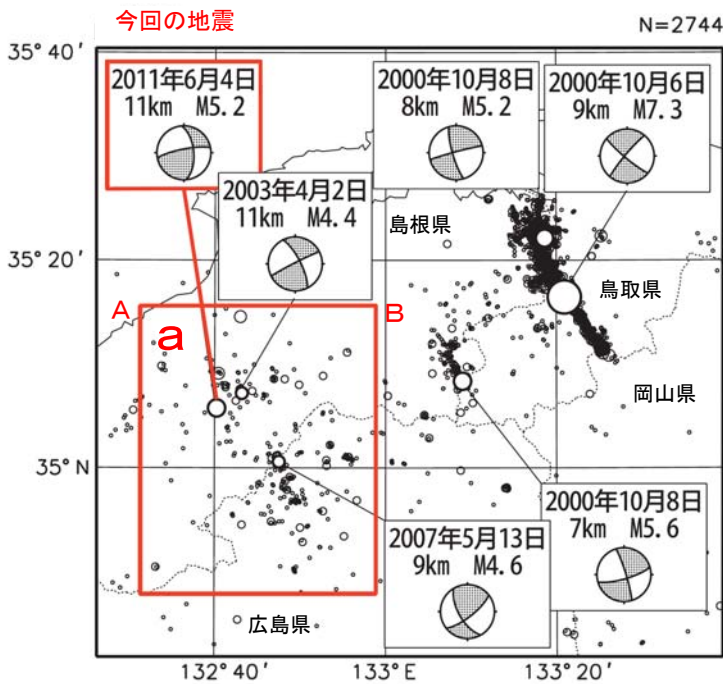 今回の地震
N=2744
35°40′
2011年6月4日
11km M5.2
2000年10月8日
8km M5.2
2000年10月6日
9km M7.3
2003年4月2日
11km M4.4
島根県
35°20′
鳥取県
A
a
B
岡山県
35°N
2007年5月13日
9km M4.6
2000年10月8日
7km M5.6
広島県
132°40′
133°E
133°20′